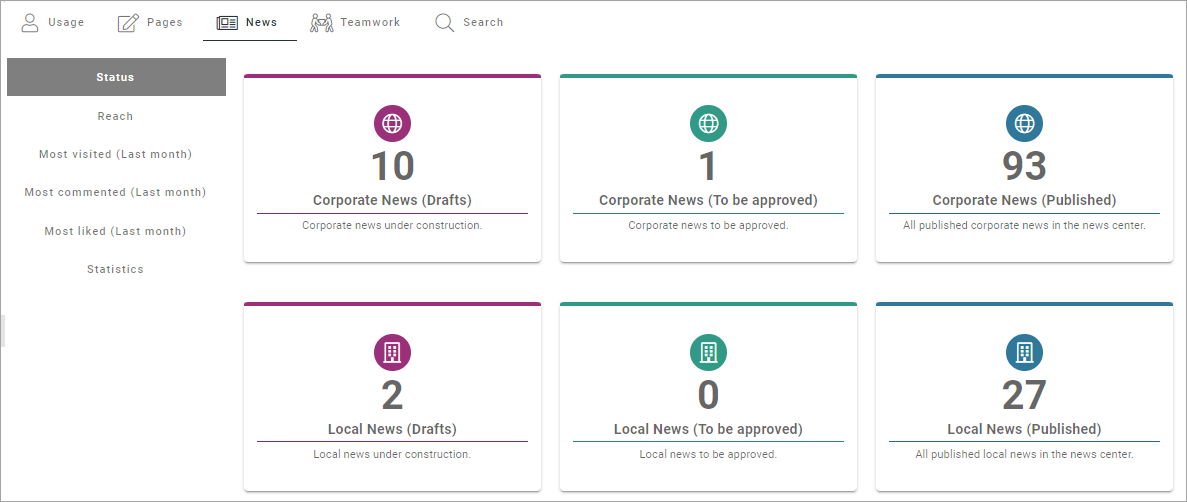 Usage Pages News Teamwork Search
Status
Reach
Most visited (Last month)
Most commented (Last month)
Most liked (Last month)
Statistics
10
Corporate News (Drafts)
Corporate news under construction.
1
Corporate News (To be approved)
Corporate news to be approved.
93
Corporate News (Published)
All published corporate news in the news center.
2
Local News (Drafts)
Local news under construction.
0
Local News (To be approved)
Local news to be approved.
27
Local News (Published)
All published local news in the news center.